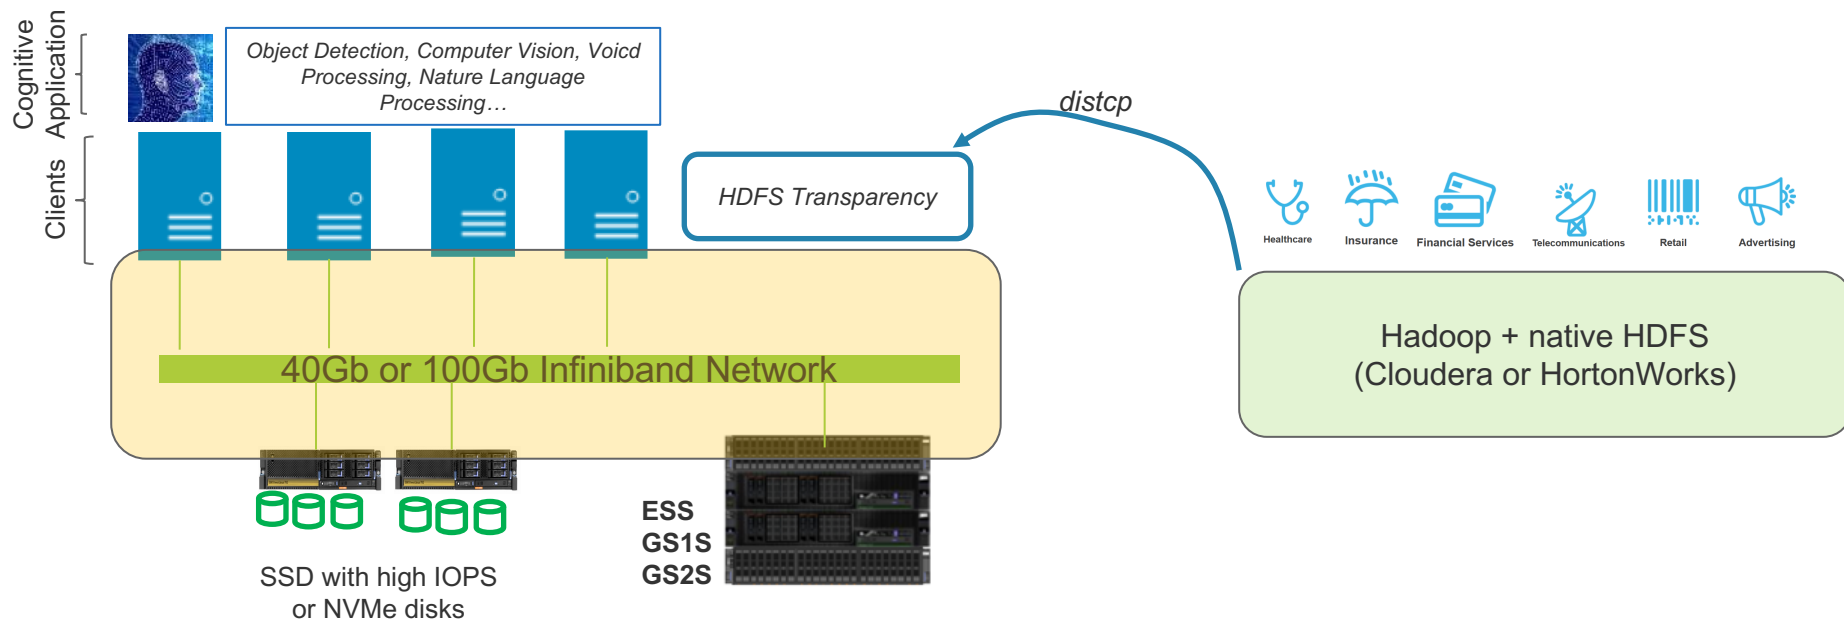 Cognitive
Application
Object Detection, Computer Vision, Voicd
Processing, Nature Language
Processing…
Clients
HDFS Transparency
distcp
Healthcare
Insurance
Financial Services
Telecommunications
Retail
Advertising
40Gb or 100Gb Infiniband Network
Hadoop + native HDFS
(Cloudera or HortonWorks)
ESS
GS1S
GS2S
SSD with high IOPS
or NVMe disks